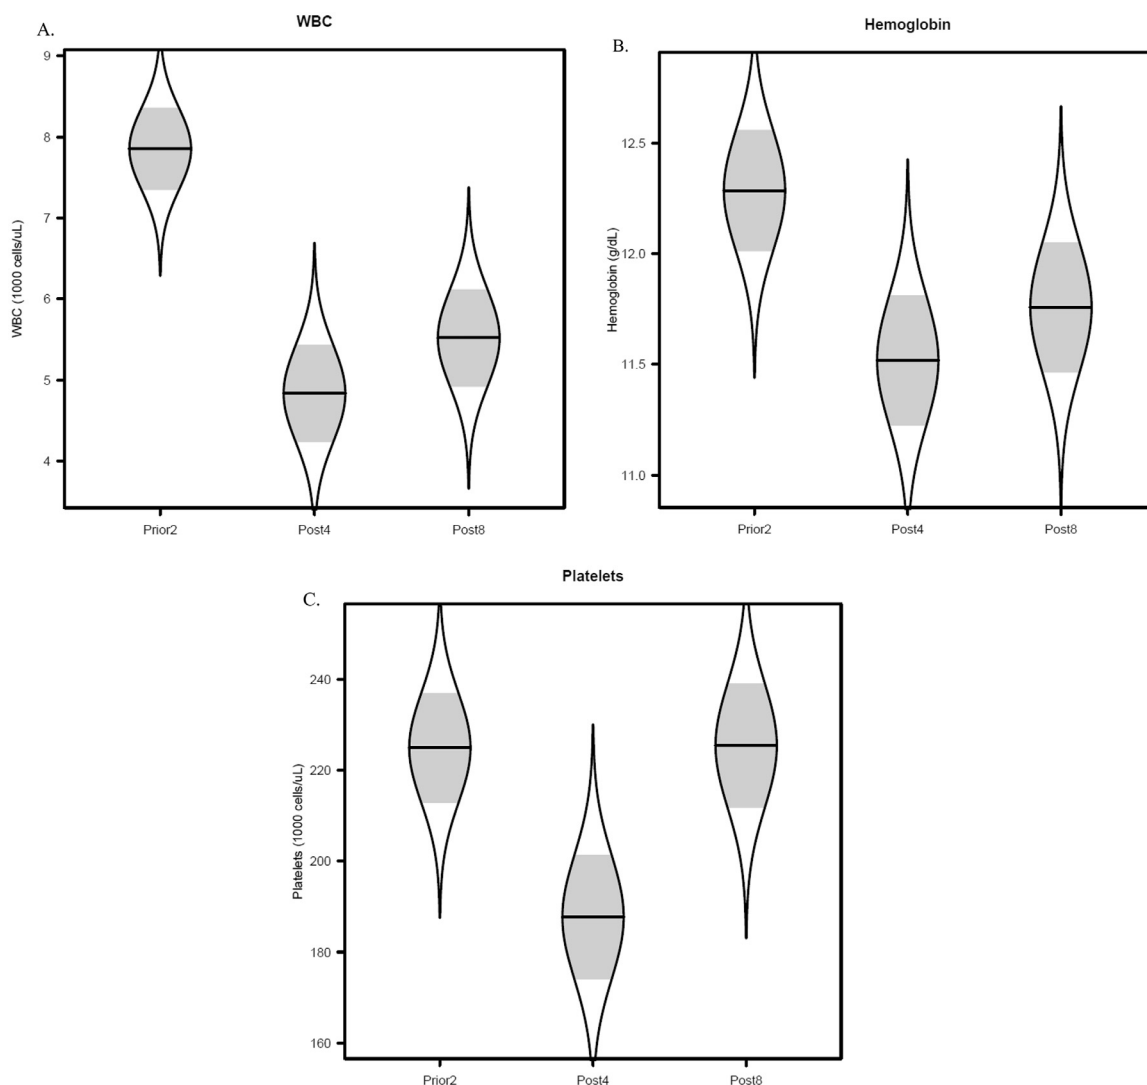 A.
WBC
9
8
7
6
5
4
WBC (1000 cells/uL)
Prior2 Post4 Post8
B.
Hemoglobin
12.5
12.0
11.5
11.0
Hemoglobin (g/dL)
Prior2 Post4 Post8
C.
Platelets
240
220
200
180
160
Platelets (1000 cells/uL)
Prior2 Post4 Post8